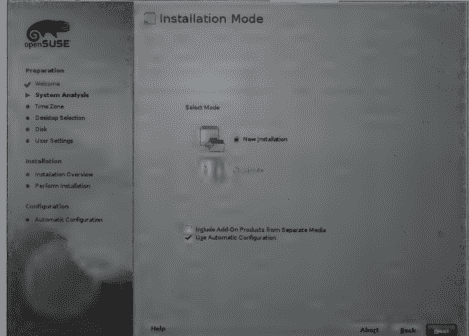 Installation Mode
openSUSE
Preparation
Welcome
System Analysis
Time Zone
Desktop Selection
Disk
User Settings
Installation
Installation Overview
Perform Installation
Configuration
Automatic Configuration
Select Mode
New Installation
Update
Include Add-On Products from Separate Media
Use Automatic Configuration
Help
Abort
Back
Next